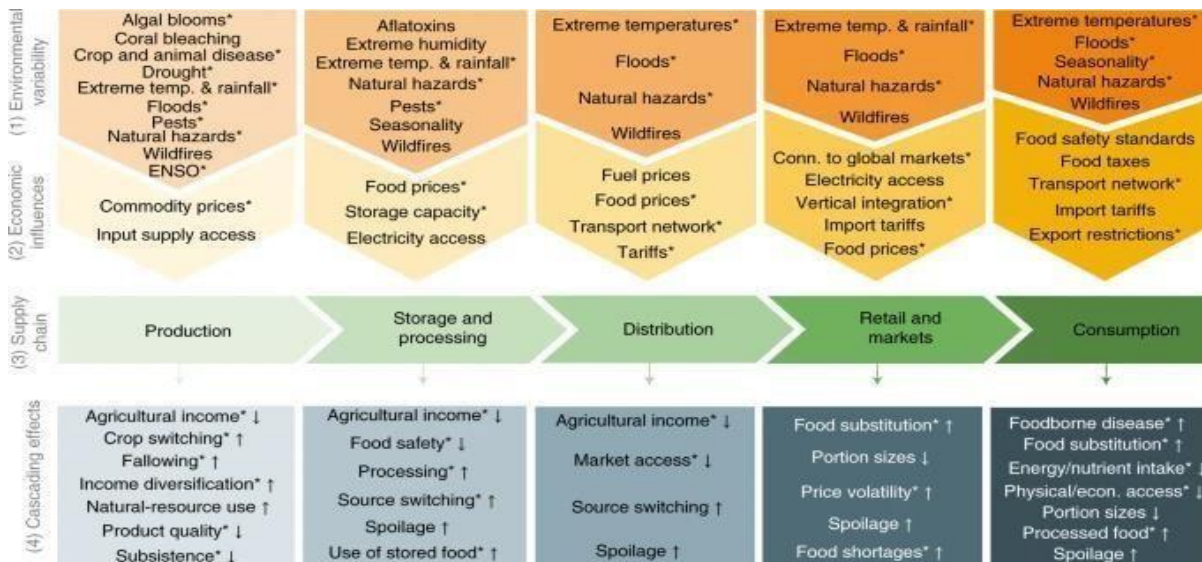 (1) Environmental
variability
Algal blooms*
Coral bleaching
Crop and animal disease*
Drought*
Extreme temp. & rainfall*
Floods*
Pests*
Natural hazards*
Wildfires
ENSO*
Aflatoxins
Extreme humidity
Extreme temp. & rainfall*
Natural hazards*
Pests*
Seasonality
Wildfires
Extreme temperatures*
Floods*
Natural hazards*
Wildfires
Extreme temp. & rainfall*
Floods*
Natural hazards*
Wildfires
Extreme temperatures*
Floods*
Seasonality*
Natural hazards*
Wildfires
(2) Economic
influences
Commodity prices*
Input supply access
Food prices*
Storage capacity*
Electricity access
Fuel prices
Food prices*
Transport network*
Tariffs*
Conn. to global markets*
Electricity access
Vertical integration*
Import tariffs
Food prices*
Food safety standards
Food taxes
Transport network*
Import tariffs
Export restrictions*
(3) Supply
chain
Production
Storage and
processing
Distribution
Retail and
markets
Consumption
(4) Cascading effects
Agricultural income* ↓
Crop switching* ↑
Fallowing* ↑
Income diversification* ↑
Natural-resource use ↑
Product quality* ↓
Subsistence* ↓
Agricultural income* ↓
Food safety* ↓
Processing* ↑
Source switching* ↑
Spoilage ↑
Use of stored food* ↑
Agricultural income* ↓
Market access* ↓
Source switching ↑
Spoilage ↑
Food substitution* ↑
Portion sizes ↓
Price volatility* ↑
Spoilage ↑
Food shortages* ↑
Foodborne disease* ↑
Food substitution* ↑
Energy/nutrient intake* ↓
Physical/econ. access* ↓
Portion sizes ↓
Processed food* ↑
Spoilage ↑